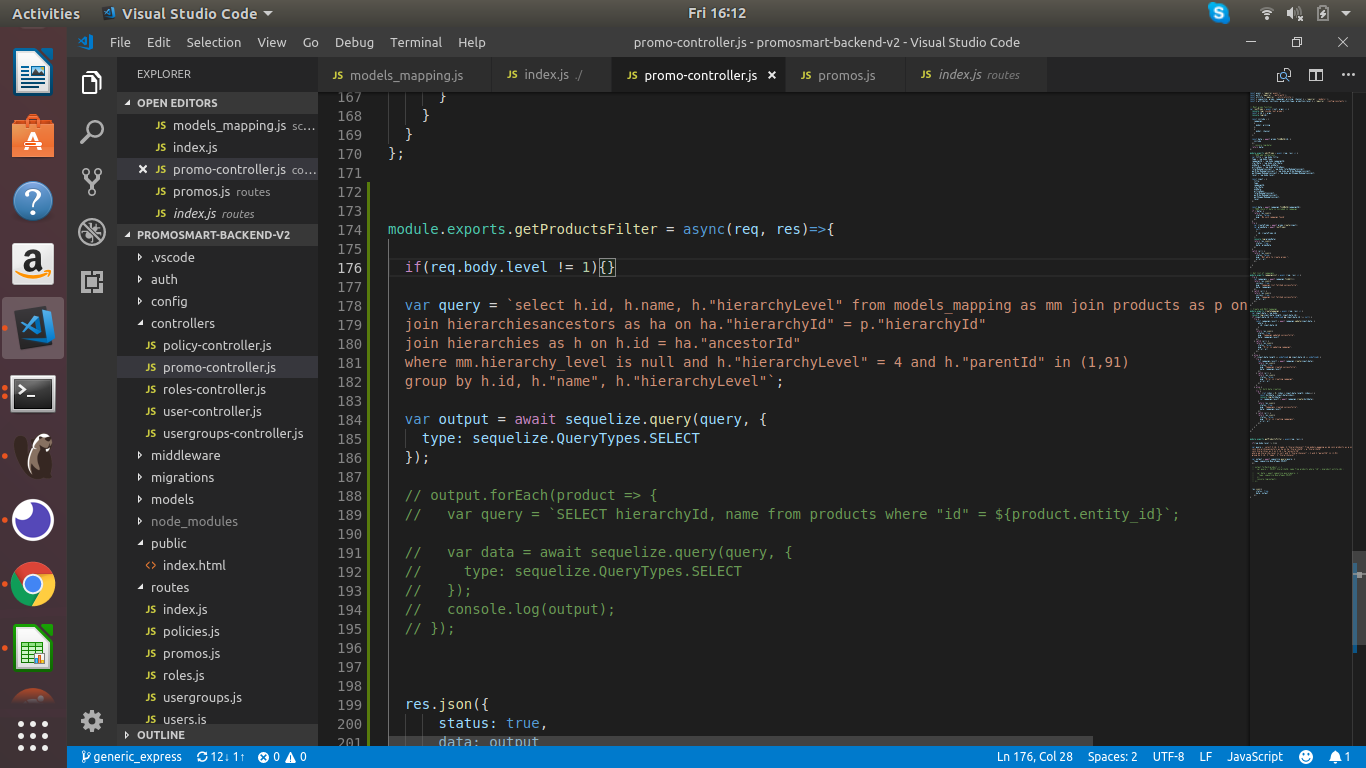 Activities
Visual Studio Code
Fri 16:12
File Edit Selection View Go Debug Terminal Help
promo-controller.js - promosmart-backend-v2 - Visual Studio Code
EXPLORER
OPEN EDITORS
JS models_mapping.js sc...
JS index.js
JS promo-controller.js co...
JS promos.js routes
JS index.js routes
PROMOSMART-BACKEND-V2
.vscode
auth
config
controllers
JS policy-controller.js
JS promo-controller.js
JS roles-controller.js
JS user-controller.js
JS usergroups-controller.js
middleware
migrations
models
node_modules
public
<> index.html
routes
JS index.js
JS policies.js
JS promos.js
JS roles.js
JS usergroups.js
JS users.js
OUTLINE
JS models_mapping.js
JS index.js ./
JS promo-controller.js
JS promos.js
JS index.js routes
167 }
168 }
169 }
170 };
171
172
173
174 module.exports.getProductsFilter = async(req, res)=>{
175
176 if(req.body.level != 1){}
177
178 var query = `select h.id, h.name, h."hierarchyLevel" from models_mapping as mm join products as p on
179 join hierarchiesancestors as ha on ha."hierarchyId" = p."hierarchyId"
180 join hierarchies as h on h.id = ha."ancestorId"
181 where mm.hierarchy_level is null and h."hierarchyLevel" = 4 and h."parentId" in (1,91)
182 group by h.id, h."name", h."hierarchyLevel"`;
183
184 var output = await sequelize.query(query, {
185 type: sequelize.QueryTypes.SELECT
186 });
187
188 // output.forEach(product => {
189 // var query = `SELECT hierarchyId, name from products where "id" = ${product.entity_id}`;
190
191 // var data = await sequelize.query(query, {
192 // type: sequelize.QueryTypes.SELECT
193 // });
194 // console.log(output);
195 // });
196
197
198
199 res.json({
200 status: true,
201 data: output
generic_express
12↓ 1↑
0 0
Ln 176, Col 28
Spaces: 2
UTF-8
LF
JavaScript
1